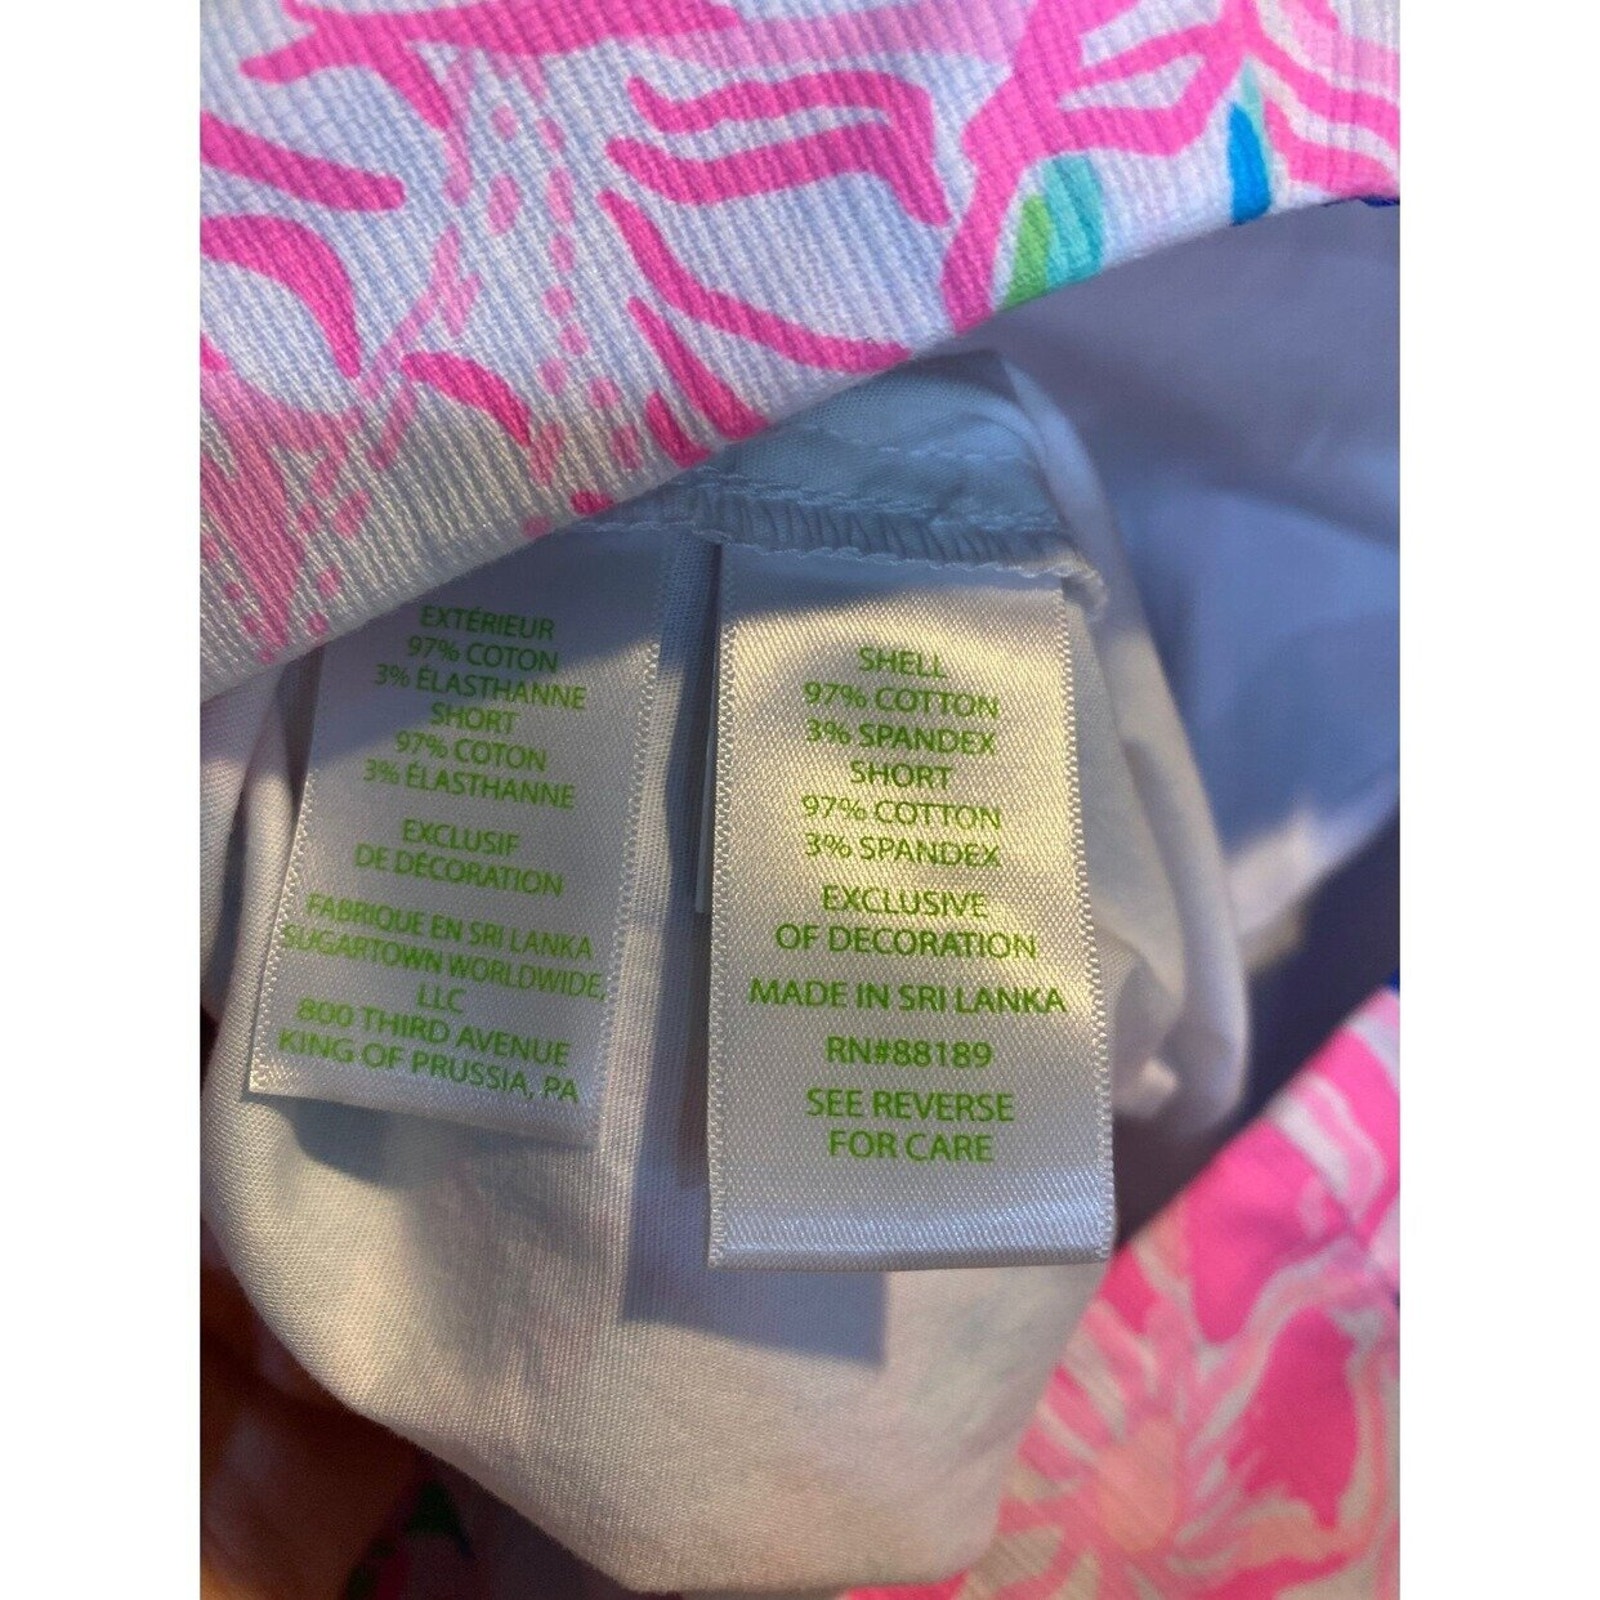 EXTÉRIEUR
97% COTON
3% ÉLASTHANNE
SHORT
97% COTON
3% ÉLASTHANNE
EXCLUSIF
DE DÉCORATION
FABRIQUE EN SRI LANKA
SUGARTOWN WORLDWIDE,
LLC
800 THIRD AVENUE
KING OF PRUSSIA, PA
SHELL
97% COTTON
3% SPANDEX
SHORT
97% COTTON
3% SPANDEX
EXCLUSIVE
OF DECORATION
MADE IN SRI LANKA
RN#88189
SEE REVERSE
FOR CARE